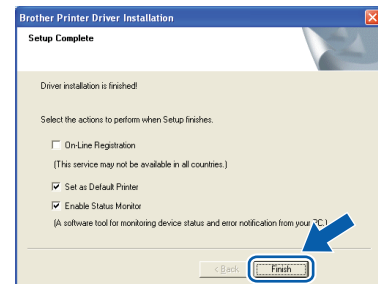 Brother Printer Driver Installation
Setup Complete
Driver installation is finished!
Select the actions to perform when Setup finishes.
On-Line Registration
(This service may not be available in all countries.)
Set as Default Printer
Enable Status Monitor
(A software tool for monitoring device status and error notification from your PC.)
< Back
Finish